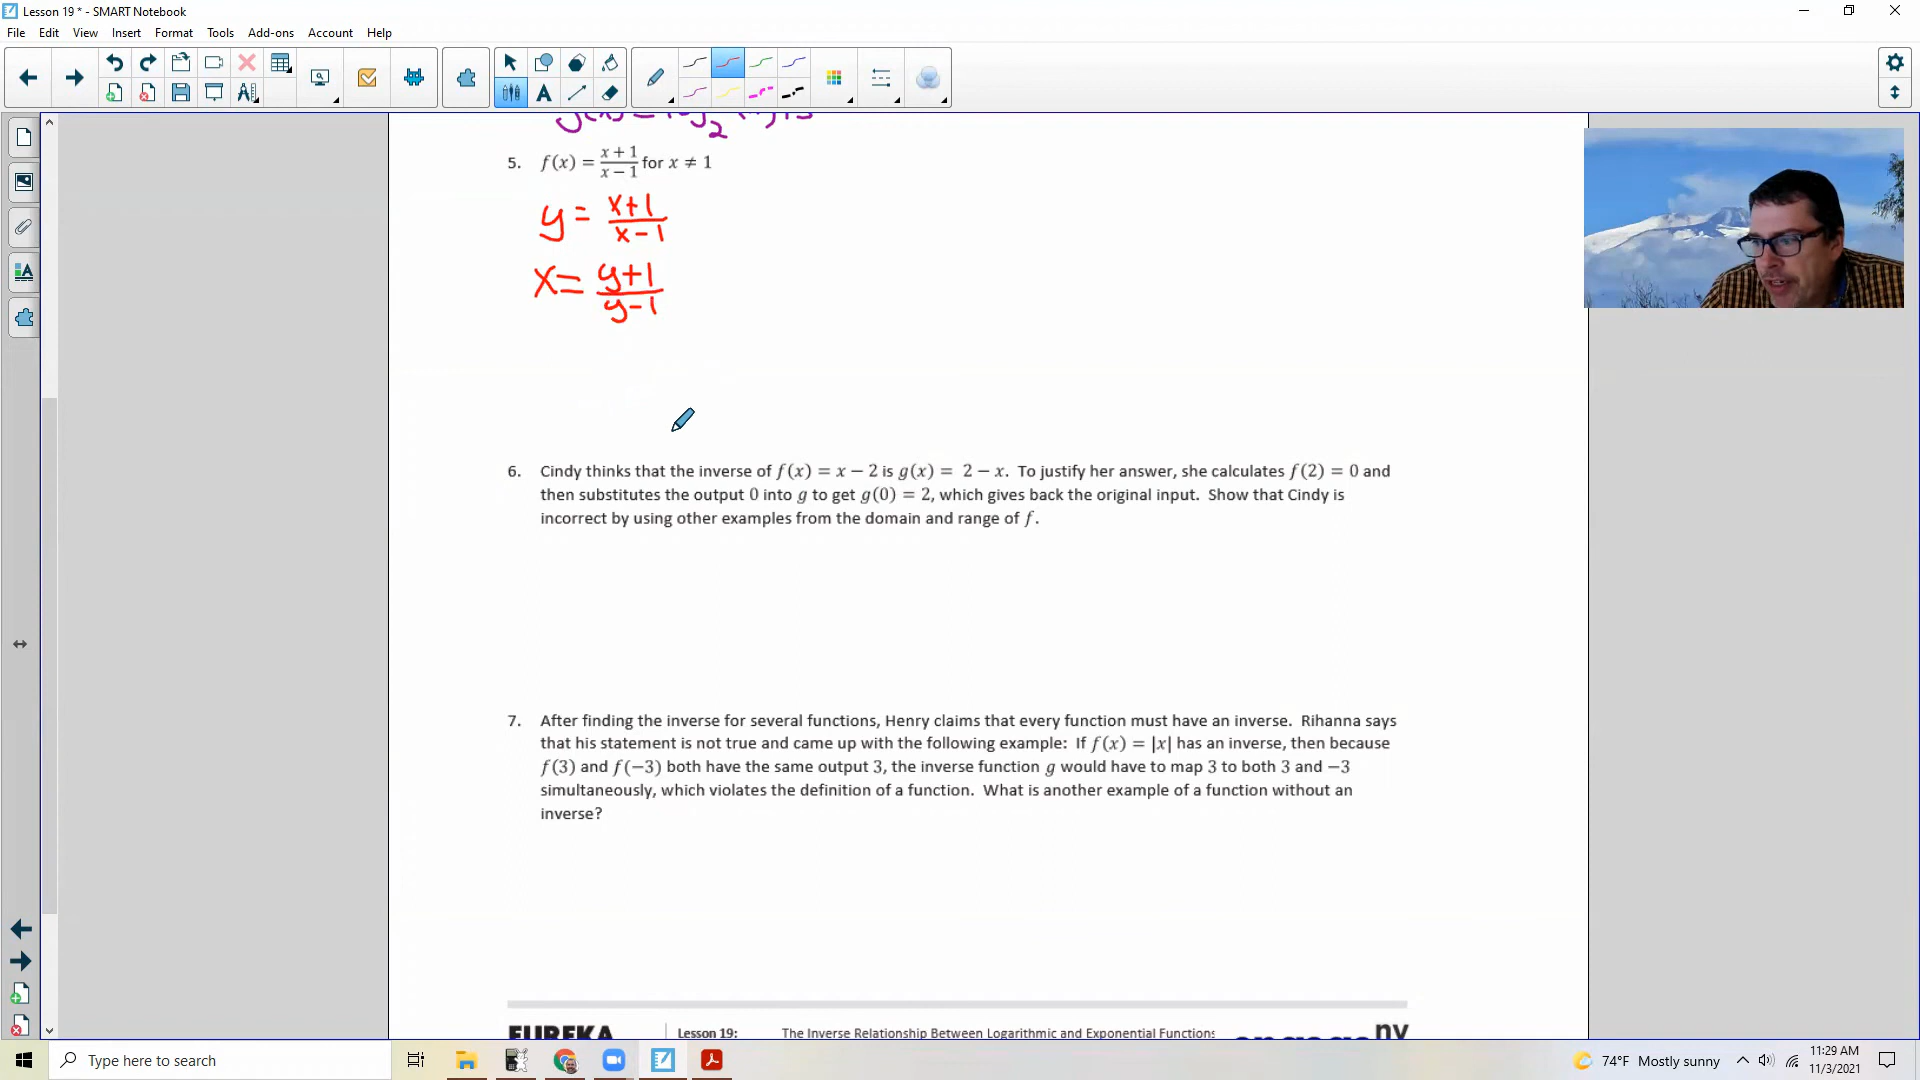 Lesson 19 * - SMART Notebook
File Edit View Insert Format Tools Add-ons Account Help
5. f(x) = x + 1 / x − 1 for x ≠ 1
y = x+1 / x−1
x = y+1 / y−1
6. Cindy thinks that the inverse of f(x) = x − 2 is g(x) = 2 − x. To justify her answer, she calculates f(2) = 0 and
then substitutes the output 0 into g to get g(0) = 2, which gives back the original input. Show that Cindy is
incorrect by using other examples from the domain and range of f.
7. After finding the inverse for several functions, Henry claims that every function must have an inverse. Rihanna says
that his statement is not true and came up with the following example: If f(x) = |x| has an inverse, then because
f(3) and f(−3) both have the same output 3, the inverse function g would have to map 3 to both 3 and −3
simultaneously, which violates the definition of a function. What is another example of a function without an
inverse?
EUREKA Lesson 19: The Inverse Relationship Between Logarithmic and Exponential Functions
Type here to search
74°F Mostly sunny
11:29 AM
11/3/2021